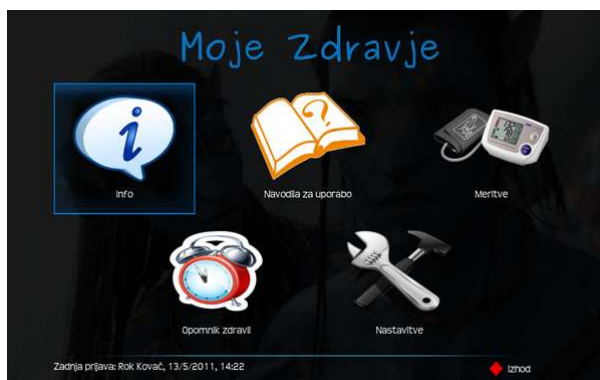 Moje Zdravje
Info
Navodila za uporabo
Meritve
Opomnik zdravil
Nastavitve
Zadnja prijava: Rok Kovač, 13/5/2011, 14:22
Izhod